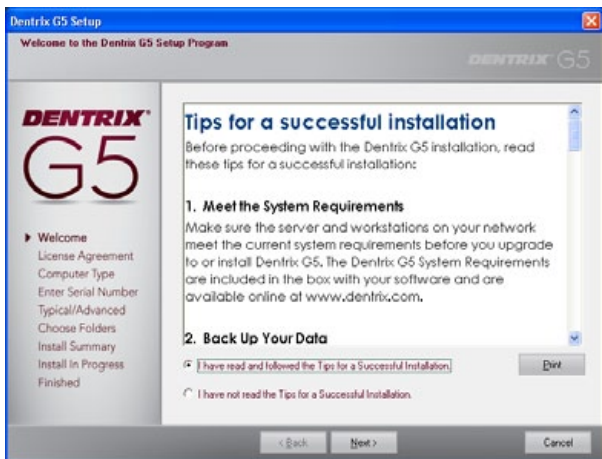 Dentrix G5 Setup
Welcome to the Dentrix G5 Setup Program
DENTRIX G5
DENTRIX®
G5
Welcome
License Agreement
Computer Type
Enter Serial Number
Typical/Advanced
Choose Folders
Install Summary
Install In Progress
Finished
Tips for a successful installation
Before proceeding with the Dentrix G5 installation, read
these tips for a successful installation:
1. Meet the System Requirements
Make sure the server and workstations on your network
meet the current system requirements before you upgrade
to or install Dentrix G5. The Dentrix G5 System Requirements
are included in the box with your software and are
available online at www.dentrix.com.
2. Back Up Your Data
I have read and followed the Tips for a Successful Installation.
Print
I have not read the Tips for a Successful Installation.
< Back
Next >
Cancel